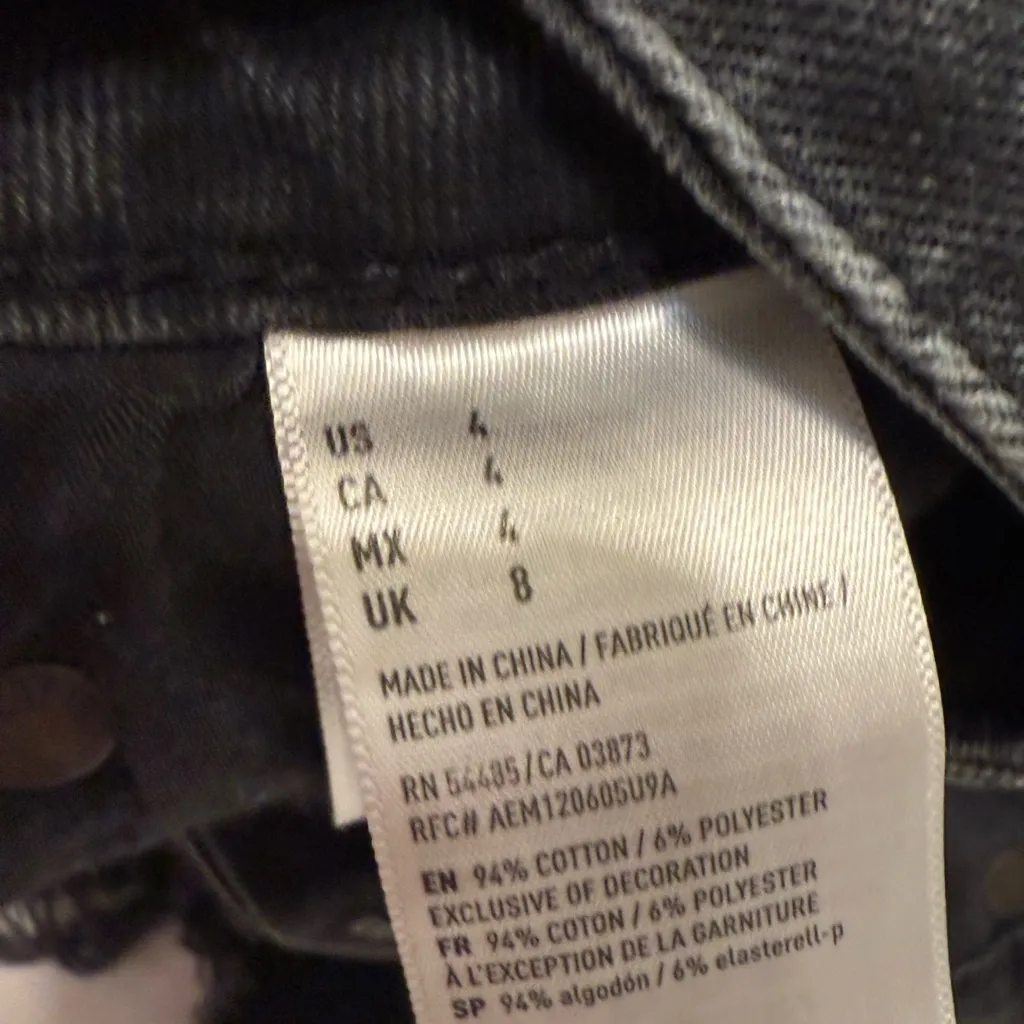 US 4
CA 4
MX 4
UK 8
MADE IN CHINA / FABRIQUÉ EN CHINE /
HECHO EN CHINA
RN 54485/CA 03873
RFC# AEM120605U9A
EN 94% COTTON / 6% POLYESTER
EXCLUSIVE OF DECORATION
FR 94% COTON / 6% POLYESTER
À L'EXCEPTION DE LA GARNITURE
SP 94% algodón / 6% elasterell-p